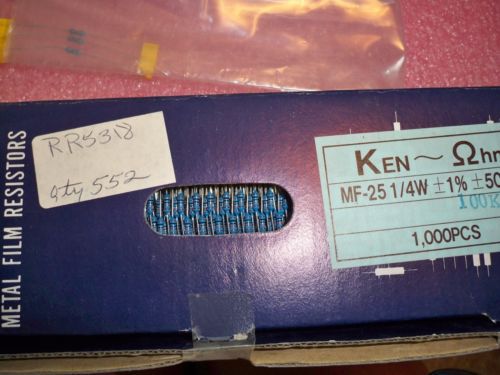 METAL FILM RESISTORS
RR5318
Qty 552
KEN ~ Ωhm
MF-25 1/4W ±1% ±50
100K
1,000PCS